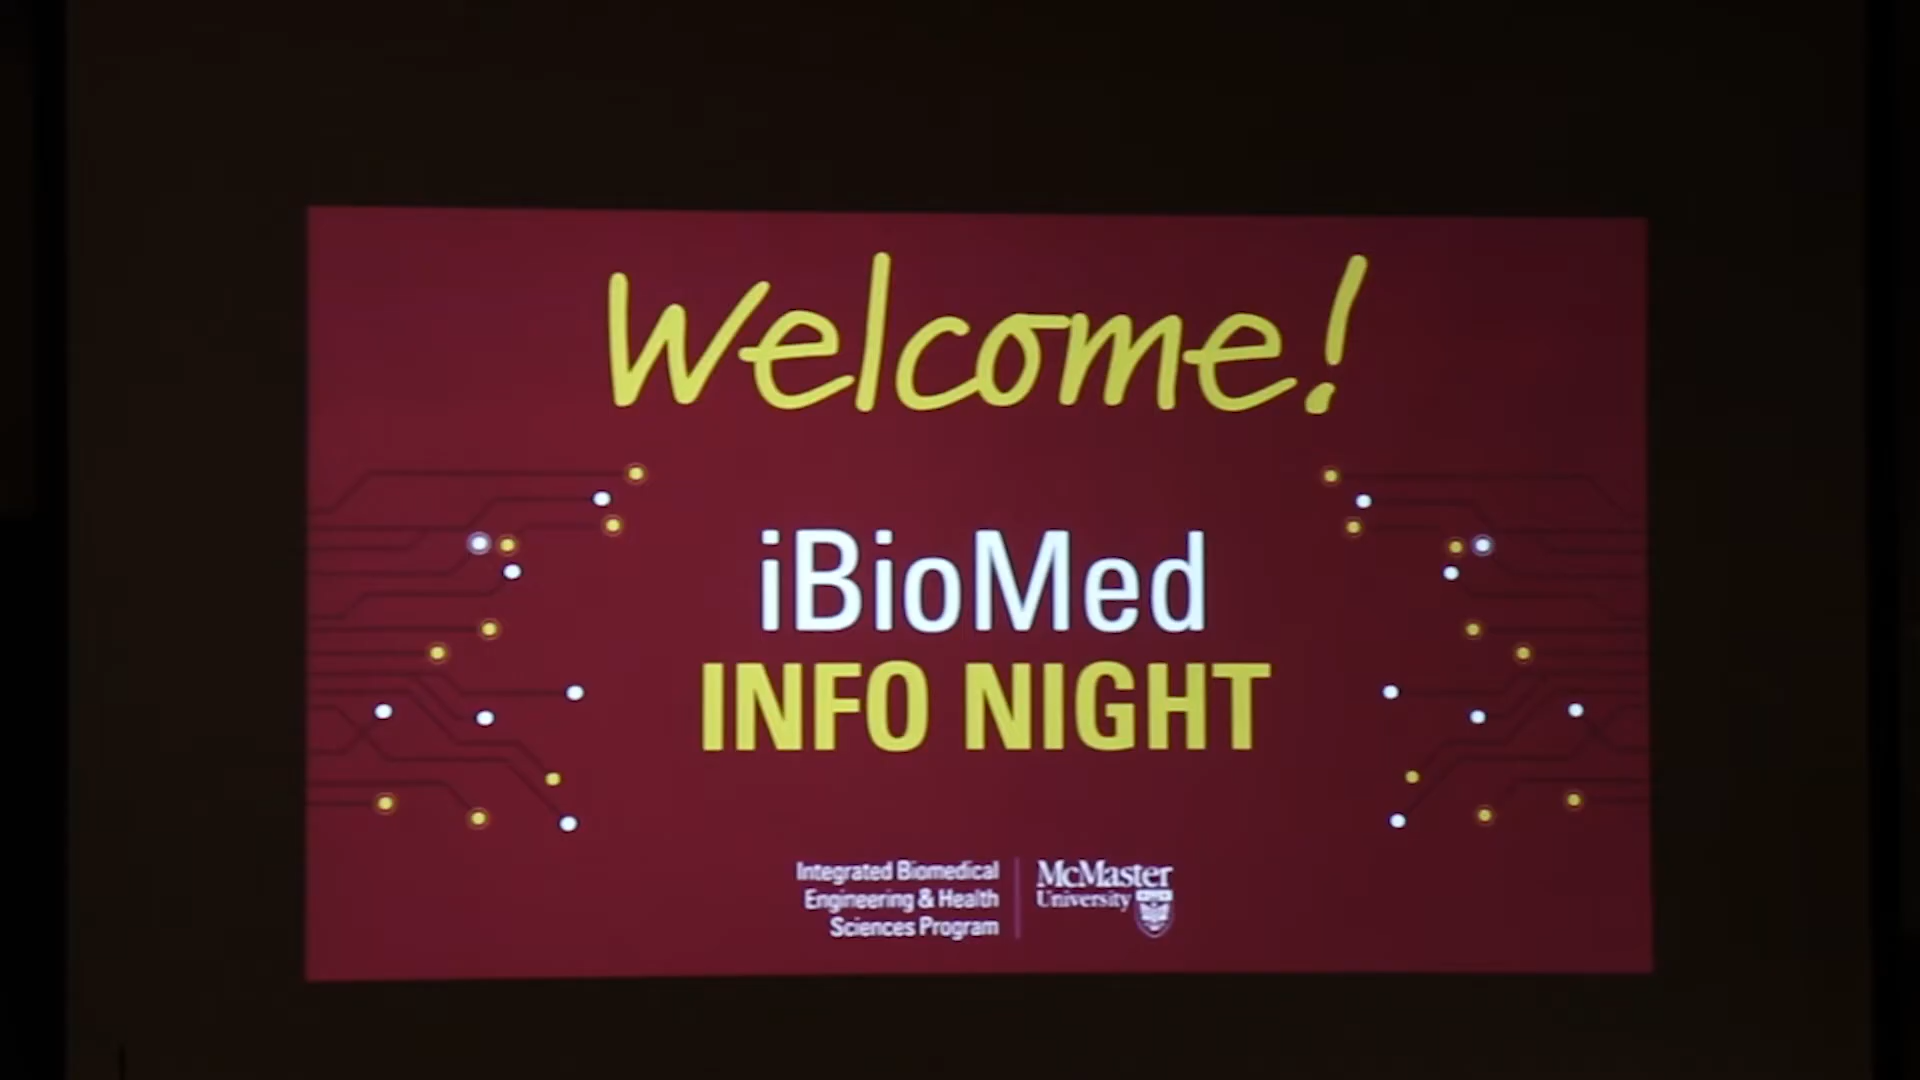 Welcome!
iBioMed
INFO NIGHT
Integrated Biomedical
Engineering & Health
Sciences Program
McMaster
University